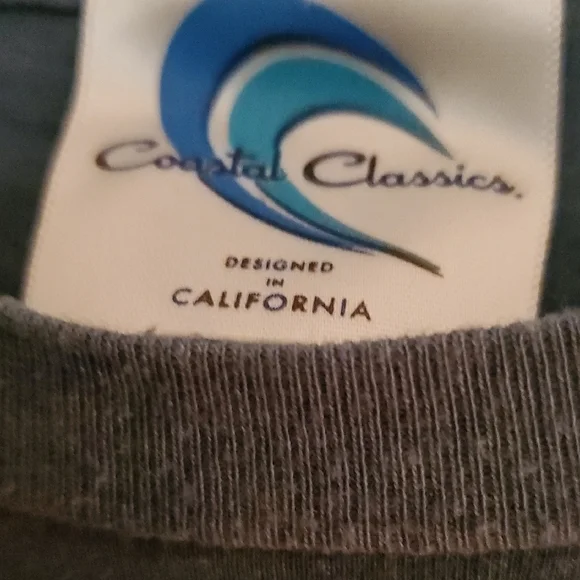 Coastal Classics.
DESIGNED
IN
CALIFORNIA